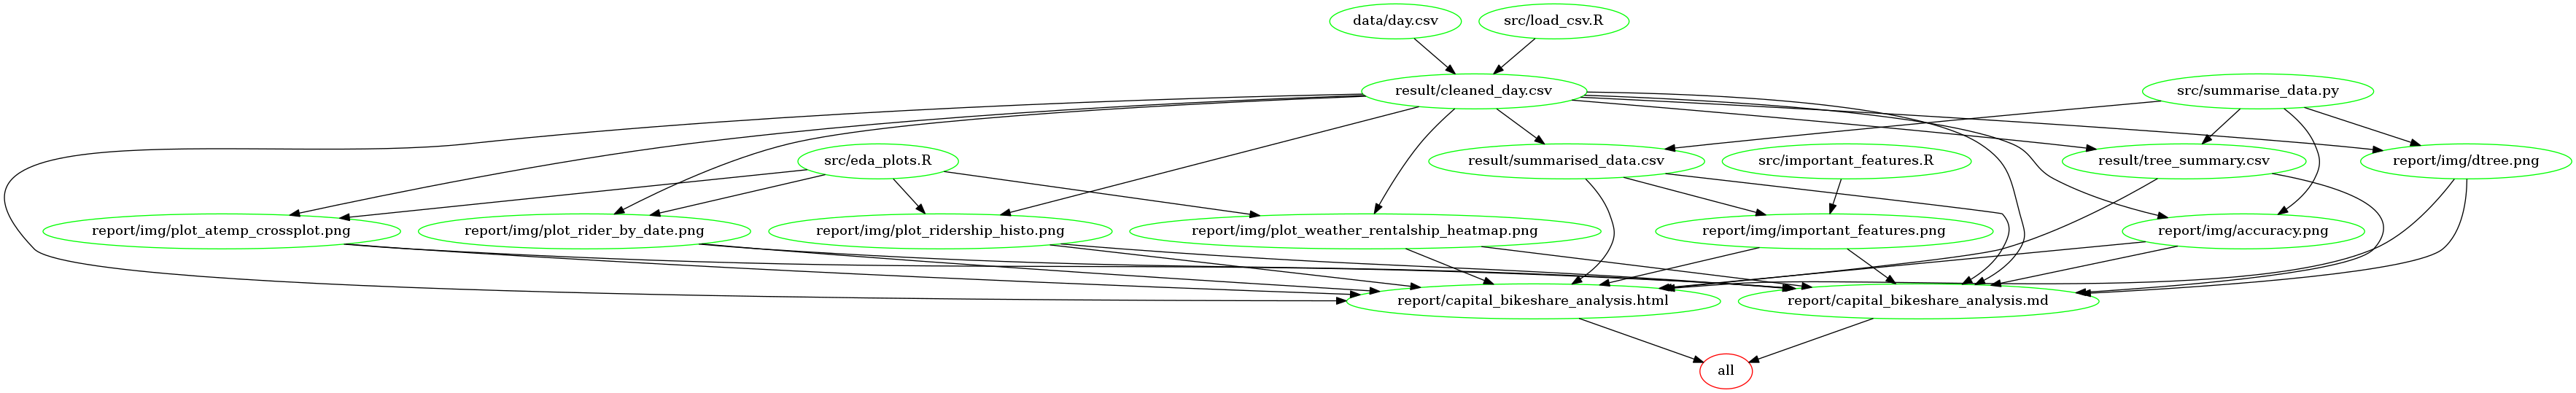 data/day.csv
src/load_csv.R
result/cleaned_day.csv
src/summarise_data.py
src/eda_plots.R
result/summarised_data.csv
src/important_features.R
result/tree_summary.csv
report/img/dtree.png
report/img/plot_atemp_crossplot.png
report/img/plot_rider_by_date.png
report/img/plot_ridership_histo.png
report/img/plot_weather_rentalship_heatmap.png
report/img/important_features.png
report/img/accuracy.png
report/capital_bikeshare_analysis.html
report/capital_bikeshare_analysis.md
all